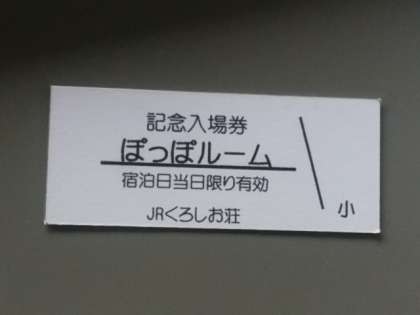 記念入場券
ぽっぽルーム
宿泊日当日限り有効
JRくろしお荘
小